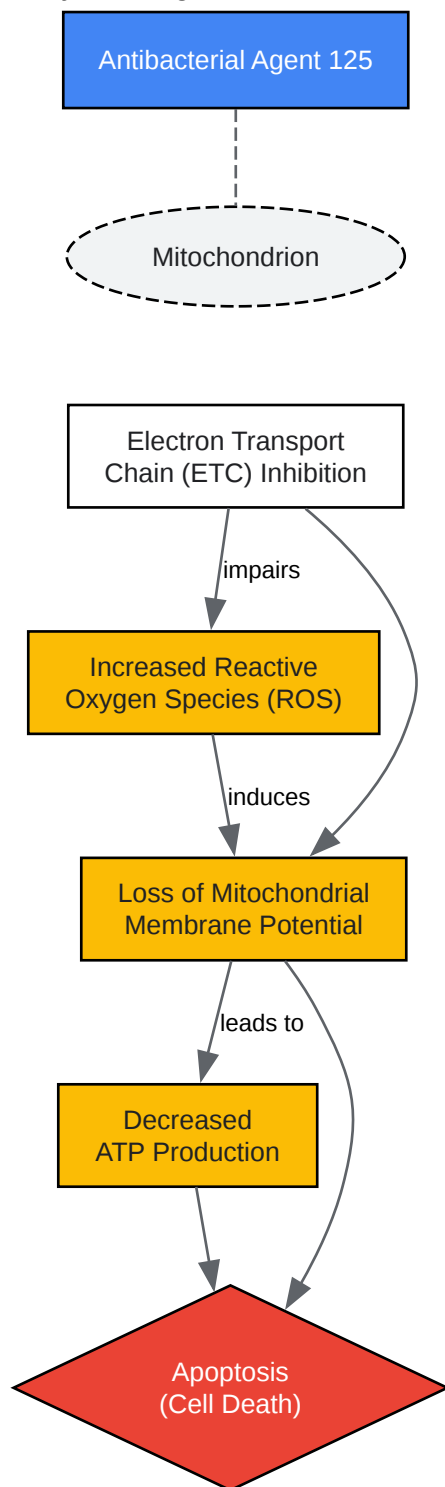 Antibacterial Agent 125
Mitochondrion
Electron Transport
Chain (ETC) Inhibition
impairs
Increased Reactive
Oxygen Species (ROS)
induces
Loss of Mitochondrial
Membrane Potential
leads to
Decreased
ATP Production
Apoptosis
(Cell Death)